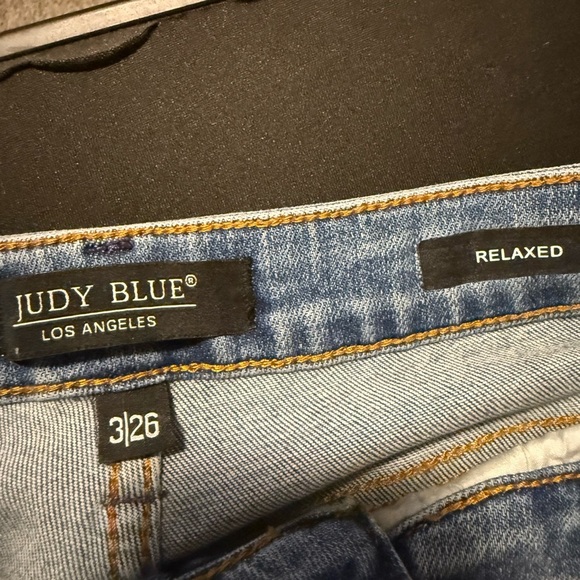 JUDY BLUE®
LOS ANGELES
RELAXED
3|26